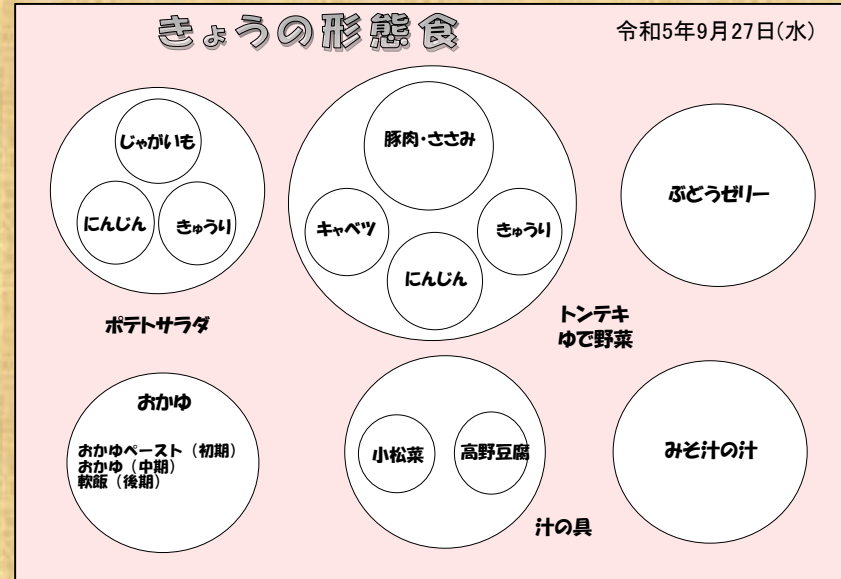 きょうの形態食
令和5年9月27日(水)
じゃがいも
にんじん
きゅうり
ポテトサラダ
豚肉・ささみ
キャベツ
きゅうり
にんじん
トンテキ
ゆで野菜
ぶどうゼリー
おかゆ
おかゆペースト（初期）
おかゆ（中期）
軟飯（後期）
小松菜
高野豆腐
汁の具
みそ汁の汁